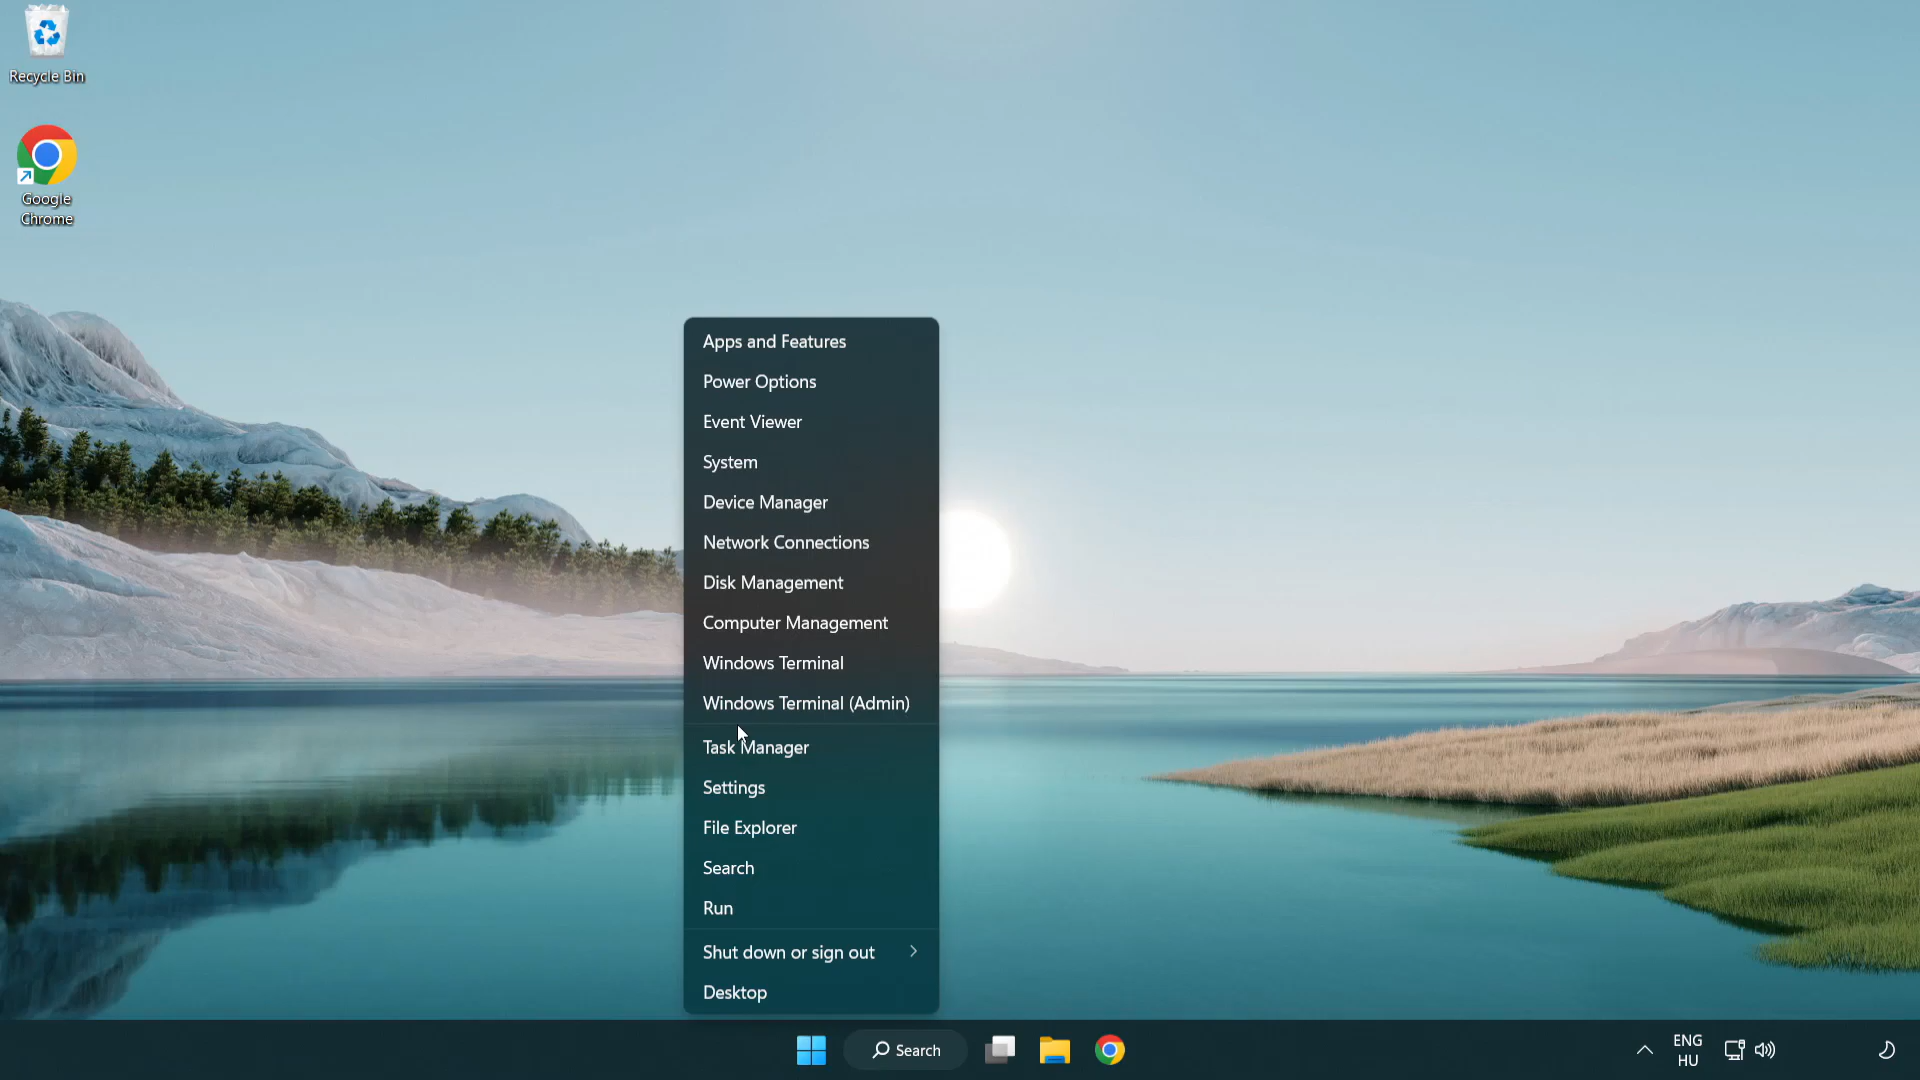 Recycle Bin
Google
Chrome
Apps and Features
Power Options
Event Viewer
System
Device Manager
Network Connections
Disk Management
Computer Management
Windows Terminal
Windows Terminal (Admin)
Task Manager
Settings
File Explorer
Search
Run
Shut down or sign out
Desktop
Search
ENG
HU